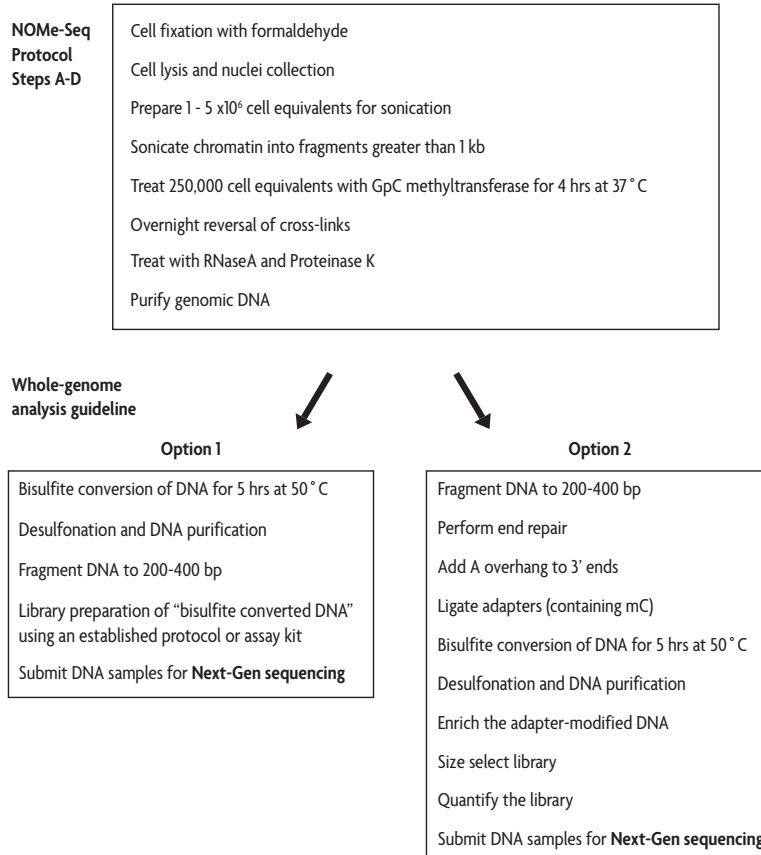 NOMe-Seq
Protocol
Steps A-D
Cell fixation with formaldehyde
Cell lysis and nuclei collection
Prepare 1 - 5 x10⁶ cell equivalents for sonication
Sonicate chromatin into fragments greater than 1 kb
Treat 250,000 cell equivalents with GpC methyltransferase for 4 hrs at 37˚C
Overnight reversal of cross-links
Treat with RNaseA and Proteinase K
Purify genomic DNA
Whole-genome
analysis guideline
Option 1
Bisulfite conversion of DNA for 5 hrs at 50˚C
Desulfonation and DNA purification
Fragment DNA to 200-400 bp
Library preparation of “bisulfite converted DNA”
using an established protocol or assay kit
Submit DNA samples for Next-Gen sequencing
Option 2
Fragment DNA to 200-400 bp
Perform end repair
Add A overhang to 3’ ends
Ligate adapters (containing mC)
Bisulfite conversion of DNA for 5 hrs at 50˚C
Desulfonation and DNA purification
Enrich the adapter-modified DNA
Size select library
Quantify the library
Submit DNA samples for Next-Gen sequencing